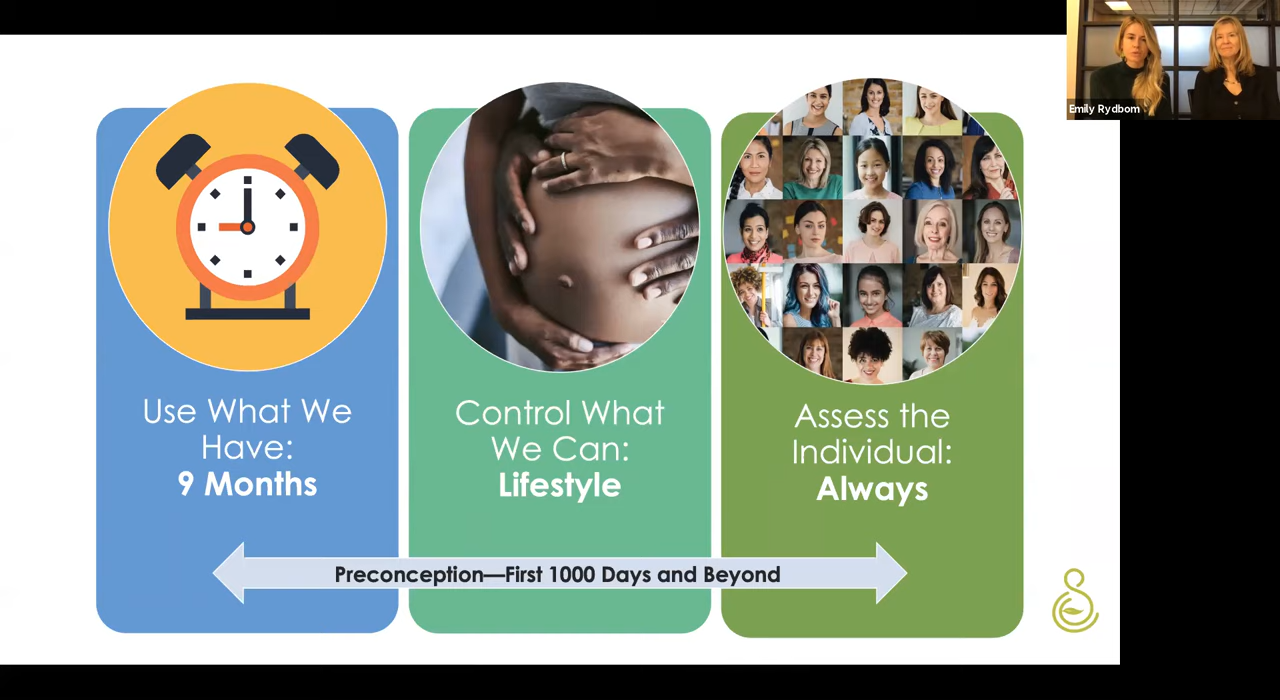 Emily Rydbom
Use What We
Have:
9 Months
Control What
We Can:
Lifestyle
Assess the
Individual:
Always
Preconception—First 1000 Days and Beyond